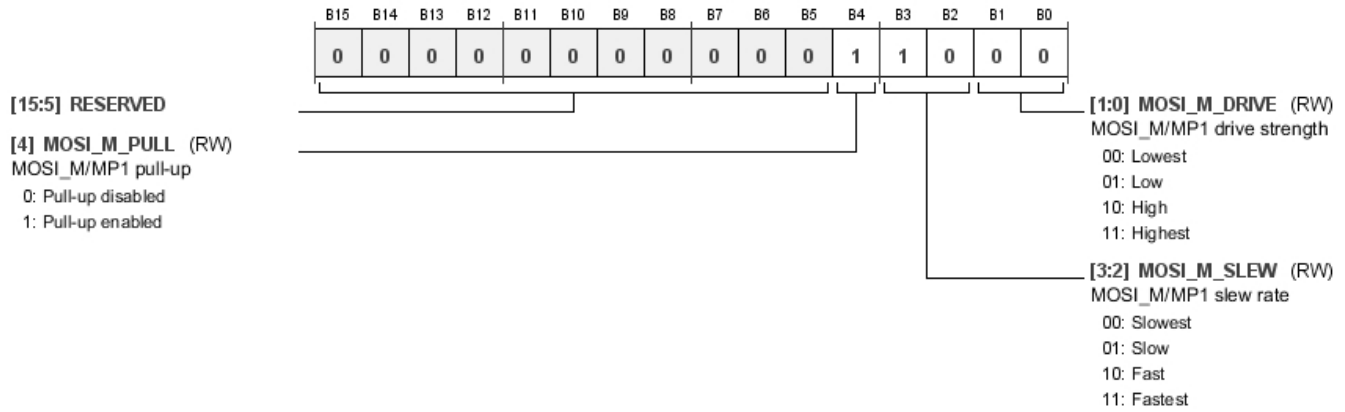 B15 B14 B13 B12 B11 B10 B9 B8 B7 B6 B5 B4 B3 B2 B1 B0
0 0 0 0 0 0 0 0 0 0 0 1 1 0 0 0
[15:5] RESERVED
[4] MOSI_M_PULL (RW)
MOSI_M/MP1 pull-up
0: Pull-up disabled
1: Pull-up enabled
[1:0] MOSI_M_DRIVE (RW)
MOSI_M/MP1 drive strength
00: Lowest
01: Low
10: High
11: Highest
[3:2] MOSI_M_SLEW (RW)
MOSI_M/MP1 slew rate
00: Slowest
01: Slow
10: Fast
11: Fastest